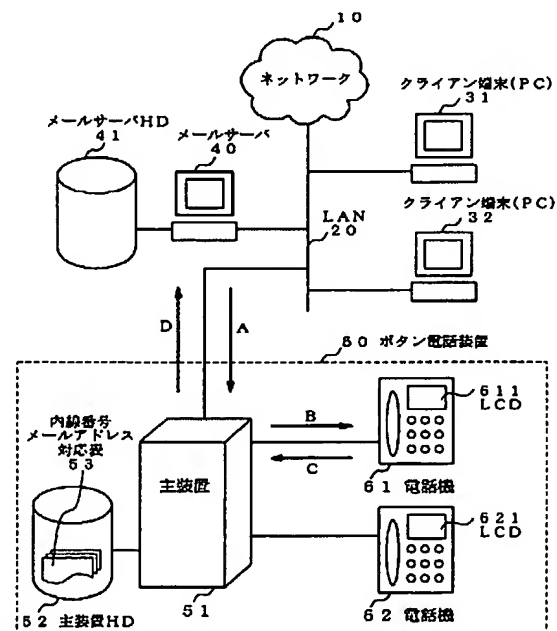 10
ネットワーク
クライアン端末(PC)
31
メールサーバHD
41
メールサーバ
40
クライアン端末(PC)
32
LAN
20
D
A
50 ボタン電話装置
611
LCD
B
C
61 電話機
内線番号
メールアドレス
対応表
53
主装置
621
LCD
52 主装置HD
51
62 電話機